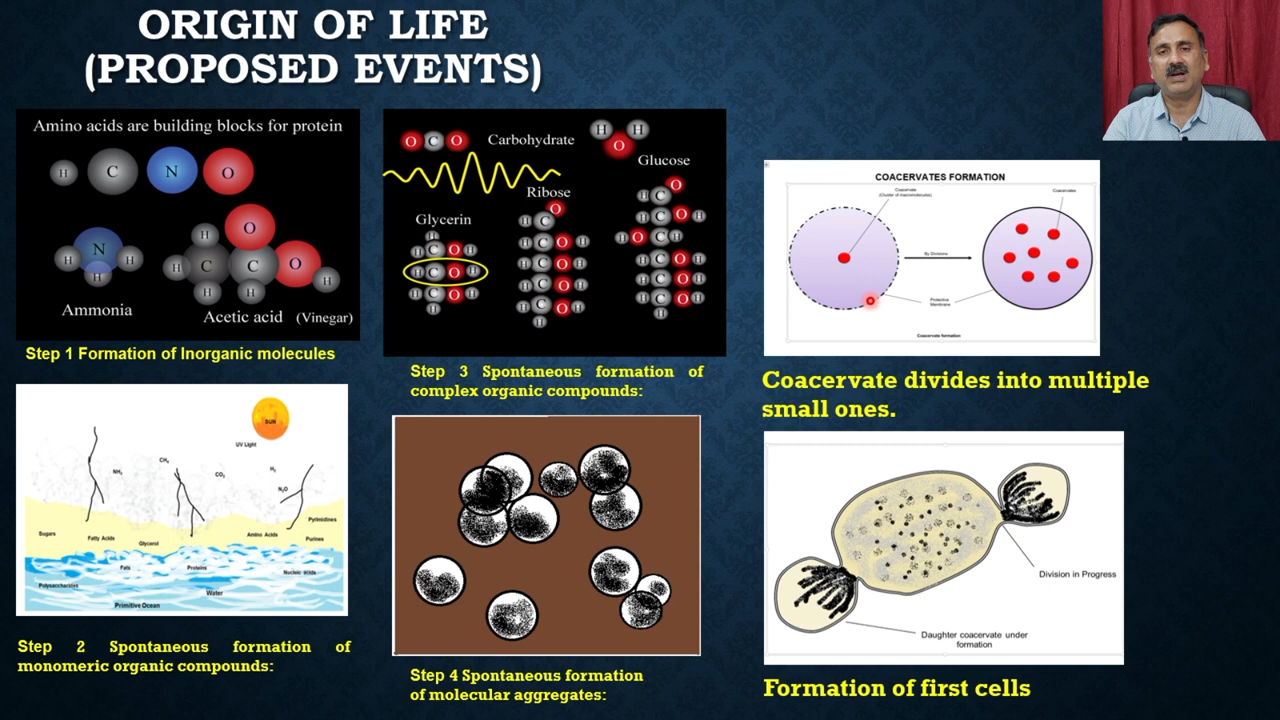 ORIGIN OF LIFE
(PROPOSED EVENTS)
Amino acids are building blocks for protein
H C N O
N
H H
H
Ammonia
H O
H C C O
H H H
Acetic acid (Vinegar)
Step 1 Formation of Inorganic molecules
SUN
UV Light
NH3
CH4
CO2
H2
N2O
Sugars
Fatty Acids
Glycerol
Amino Acids
Pyrimidines
Purines
Polysaccharides
Fats
Proteins
Nucleic acids
Water
Primitive Ocean
Step 2 Spontaneous formation of
monomeric organic compounds:
O C O
Carbohydrate
H H
O
Glucose
Ribose
Glycerin
H
H C O H
H C O H
H C O H
H
O
H C
H C O H
H C O H
H C O H
H C O H
H
O
H C
H C O H
H O C H
H C O H
H C O H
H C O H
H
Step 3 Spontaneous formation of
complex organic compounds:
Step 4 Spontaneous formation
of molecular aggregates:
COACERVATES FORMATION
Coacervate
(Cluster of macromolecules)
Coacervates
By Divisions
Protective
Membrane
Coacervate formation
Coacervate divides into multiple
small ones.
Division in Progress
Daughter coacervate under
formation
Formation of first cells